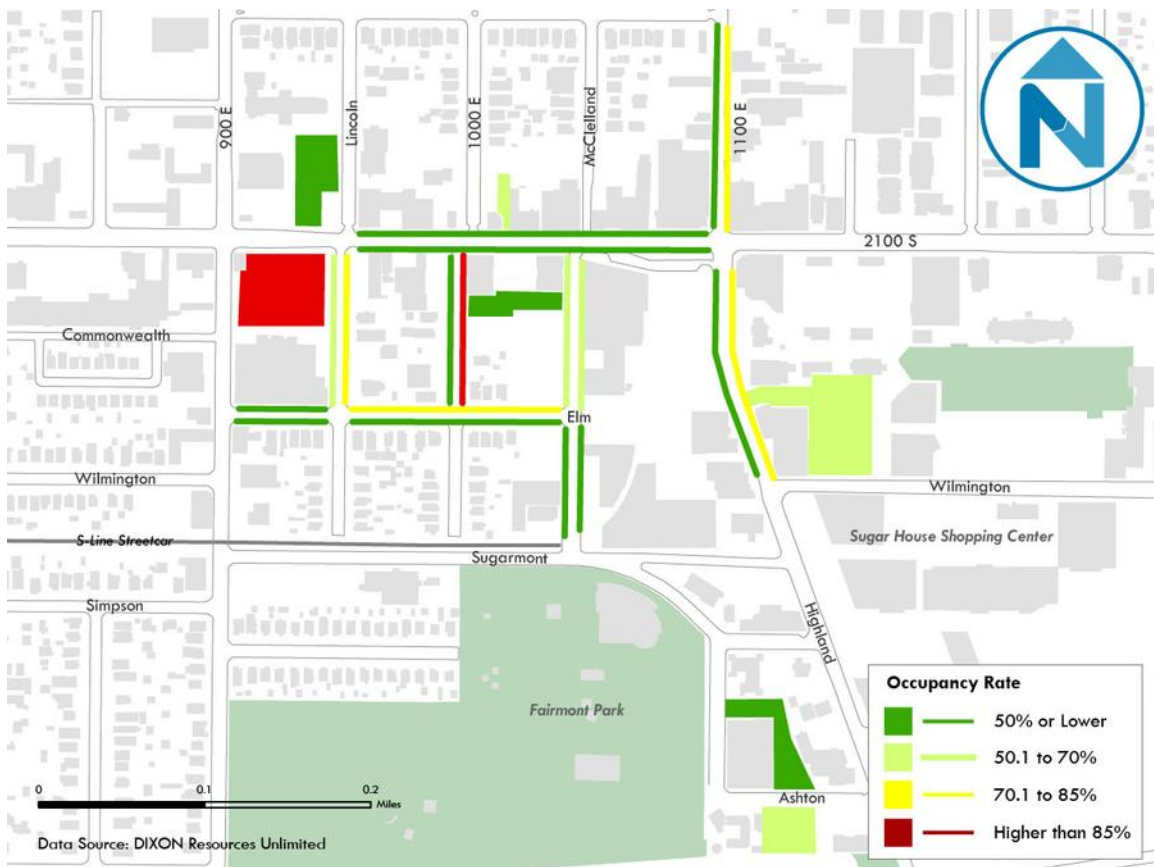 900 E
Lincoln
1000 E
McClelland
1100 E
N
2100 S
Commonwealth
Elm
Wilmington
Wilmington
S-Line Streetcar
Sugar House Shopping Center
Sugarmont
Simpson
Highland
Fairmont Park
Ashton
Occupancy Rate
50% or Lower
50.1 to 70%
70.1 to 85%
Higher than 85%
0 0.1 0.2
Miles
Data Source: DIXON Resources Unlimited